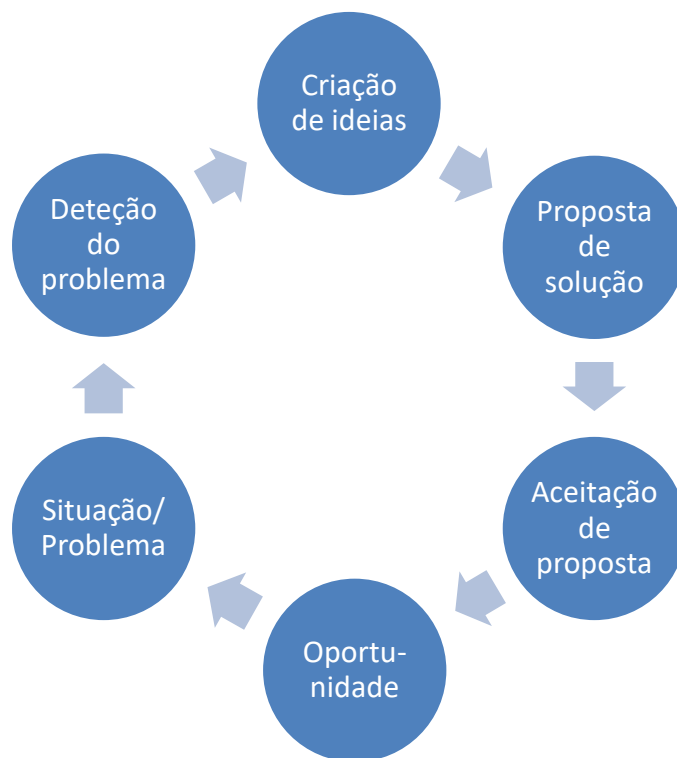 Criação
de ideias
Proposta
de
solução
Aceitação
de
proposta
Oportu-
nidade
Situação/
Problema
Deteção
do
problema